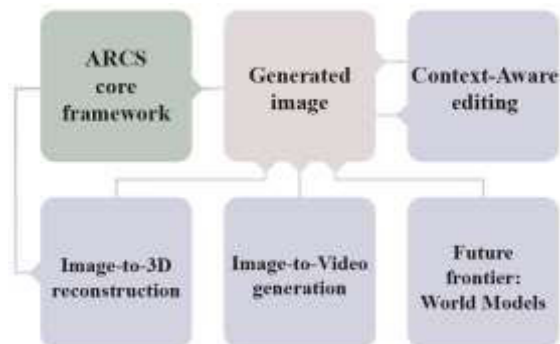 ARCS
core
framework
Generated
image
Context-Aware
editing
Image-to-3D
reconstruction
Image-to-Video
generation
Future
frontier:
World Models